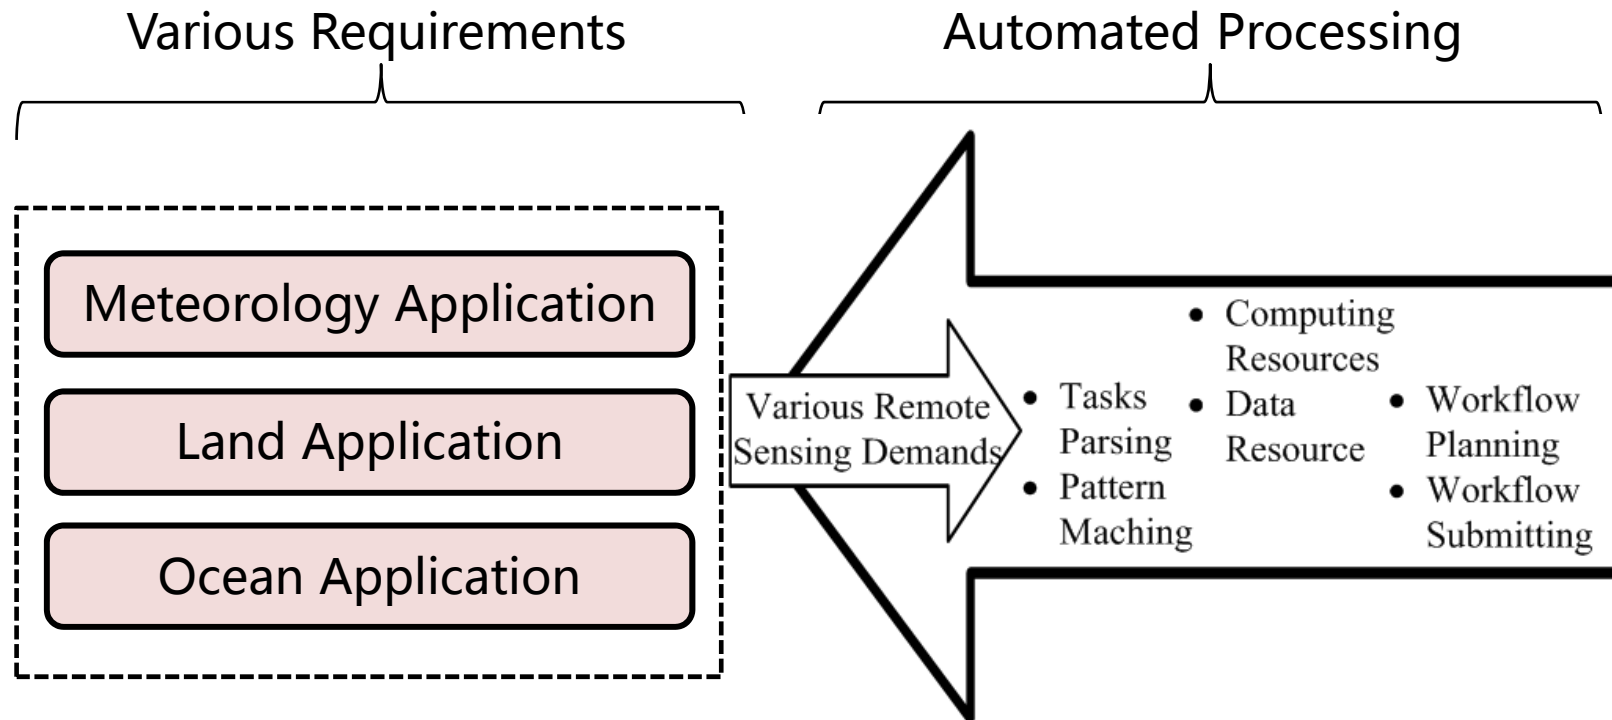 Various Requirements
Automated Processing
Meteorology Application
Land Application
Ocean Application
Various Remote
Sensing Demands
• Tasks
Parsing
• Pattern
Maching
• Computing
Resources
• Data
Resource
• Workflow
Planning
• Workflow
Submitting